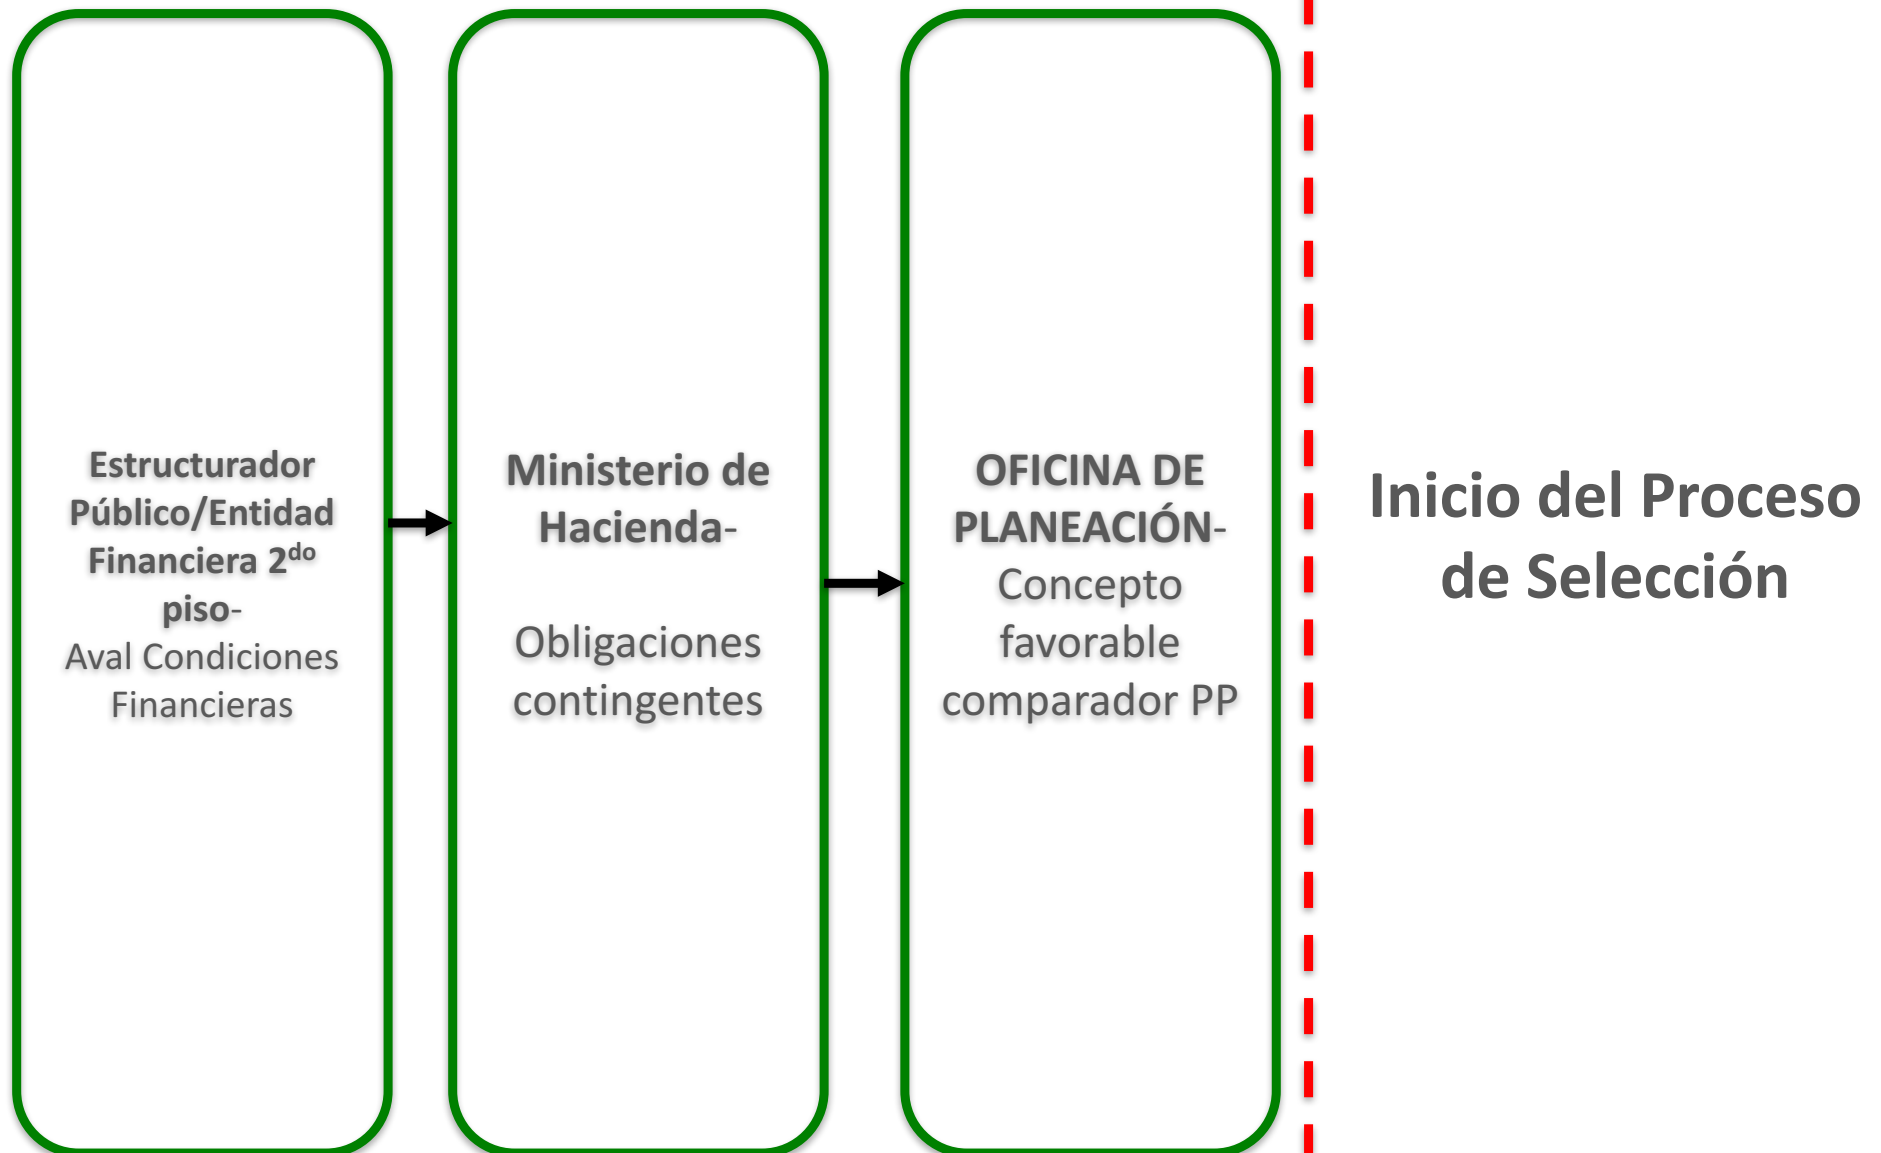 Estructurador
Público/Entidad
Financiera 2do
piso-
Aval Condiciones
Financieras
Ministerio de
Hacienda-
Obligaciones
contingentes
OFICINA DE
PLANEACIÓN-
Concepto
favorable
comparador PP
Inicio del Proceso
de Selección